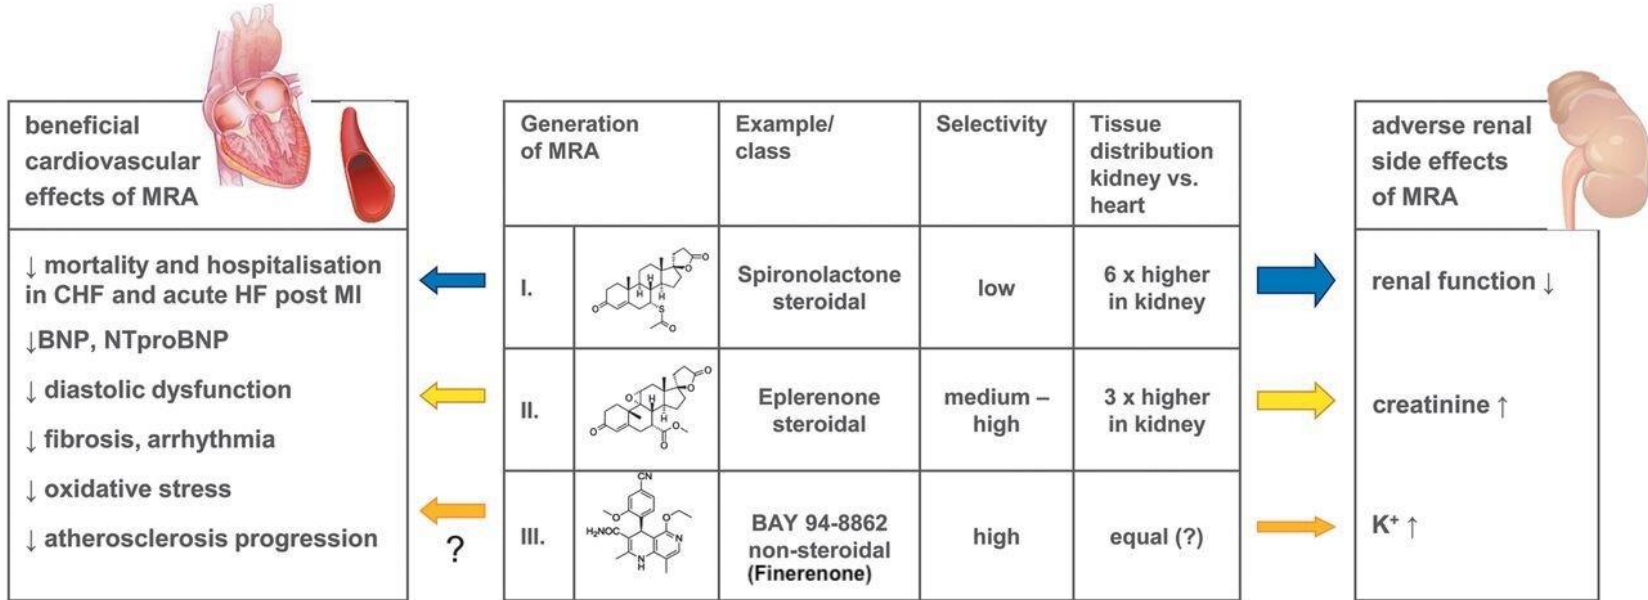 beneficial
cardiovascular
effects of MRA
↓ mortality and hospitalisation
in CHF and acute HF post MI
↓BNP, NTproBNP
↓ diastolic dysfunction
↓ fibrosis, arrhythmia
↓ oxidative stress
↓ atherosclerosis progression
?
Generation
of MRA
Example/
class
Selectivity
Tissue
distribution
kidney vs.
heart
I.
O
H
H
H
O
O
S
O
Spironolactone
steroidal
low
6 x higher
in kidney
II.
O
O
H
H
O
O
O
O
Eplerenone
steroidal
medium –
high
3 x higher
in kidney
III.
CN
O
O
H₂NOC
N
N
H
BAY 94-8862
non-steroidal
(Finerenone)
high
equal (?)
adverse renal
side effects
of MRA
renal function ↓
creatinine ↑
K⁺ ↑